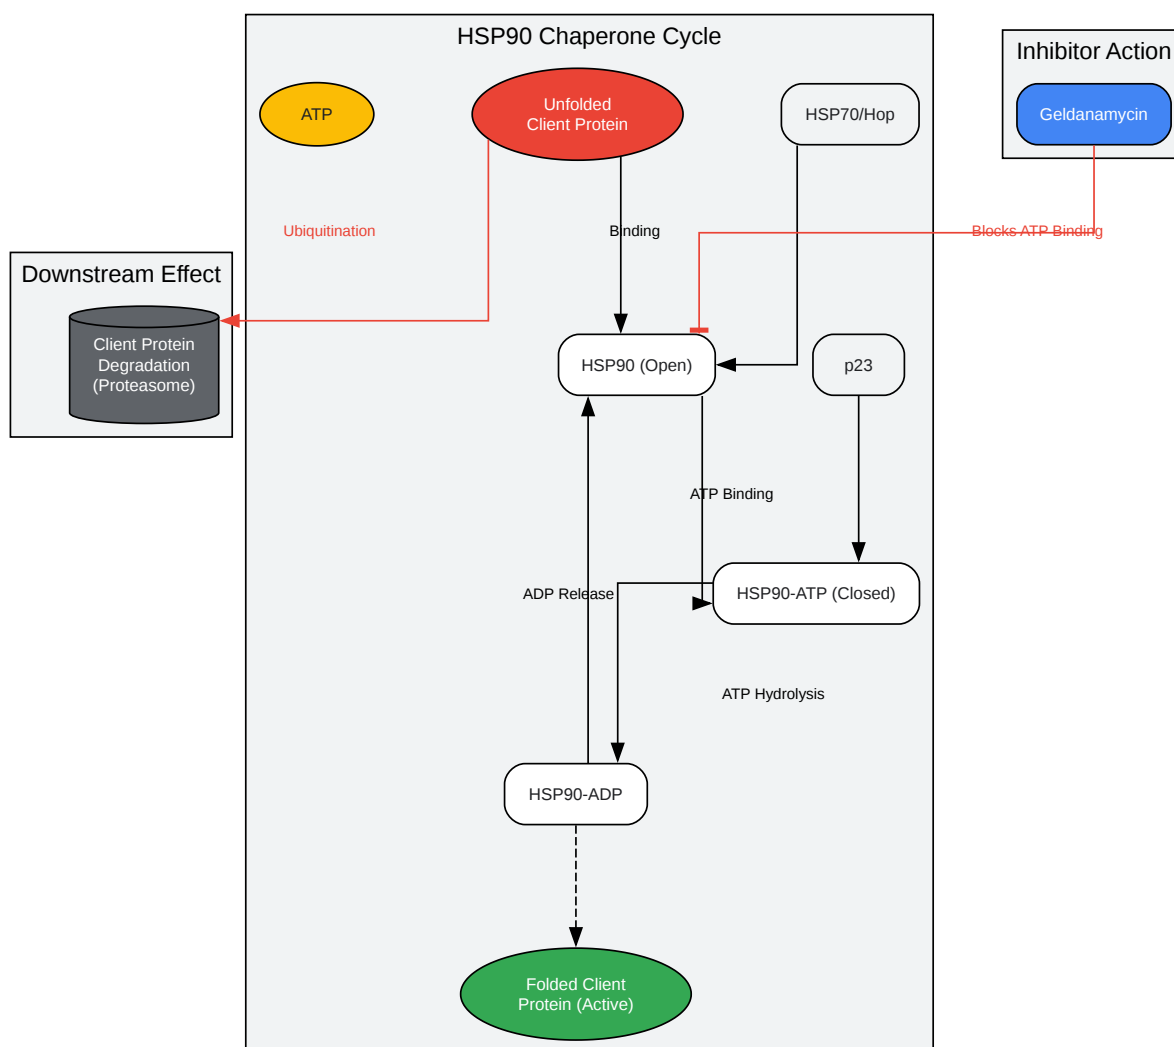 HSP90 Chaperone Cycle
Inhibitor Action
ATP
Unfolded
Client Protein
HSP70/Hop
Geldanamycin
Ubiquitination
Binding
Blocks ATP Binding
Downstream Effect
Client Protein
Degradation
(Proteasome)
HSP90 (Open)
p23
ATP Binding
ADP Release
HSP90-ATP (Closed)
ATP Hydrolysis
HSP90-ADP
Folded Client
Protein (Active)